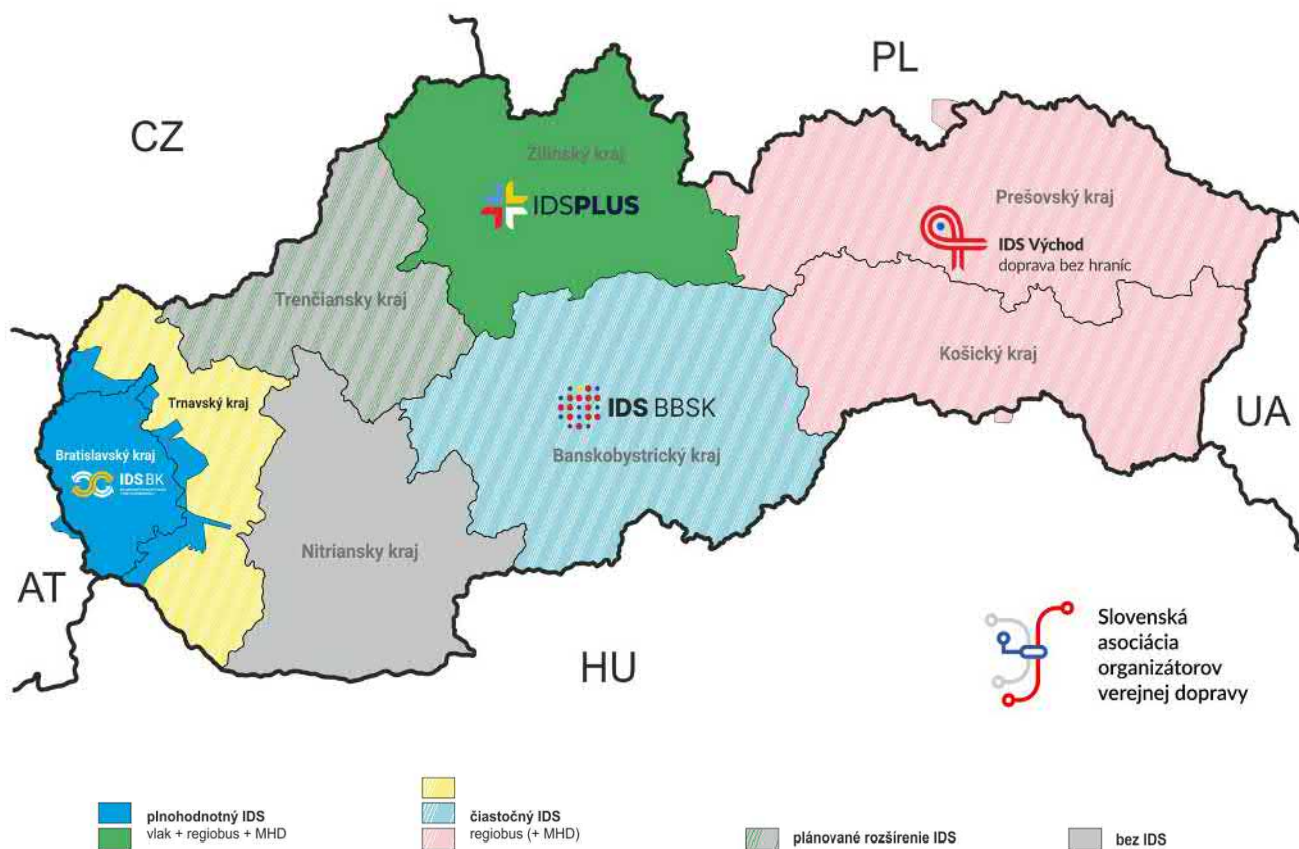 PL
CZ
Žilinský kraj
IDSPLUS
Prešovský kraj
IDS Východ
doprava bez hraníc
Trenčiansky kraj
Košický kraj
Trnavský kraj
IDS BBSK
UA
Bratislavský kraj
IDS BK
Banskobystrický kraj
Nitriansky kraj
AT
HU
Slovenská
asociácia
organizátorov
verejnej dopravy
plnohodnotný IDS
vlak + regiobus + MHD
čiastočný IDS
regiobus (+ MHD)
plánované rozšírenie IDS
bez IDS